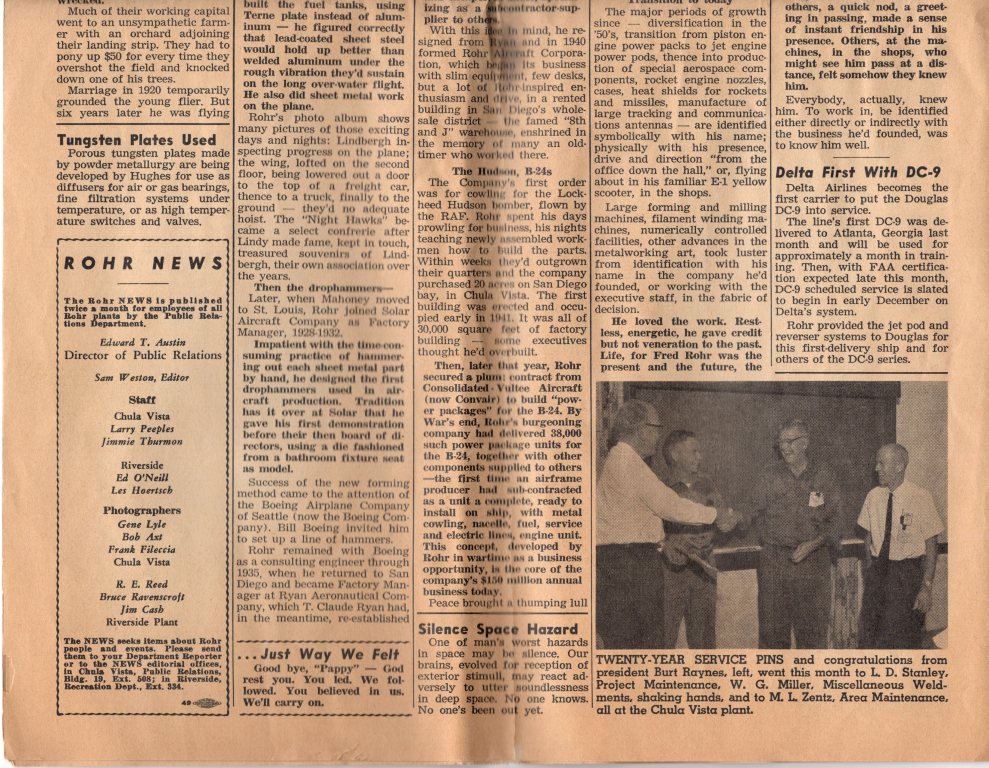 wrecked.
Much of their working capital
went to an unsympathetic farm-
er with an orchard adjoining
their landing strip. They had to
pony up $50 for every time they
overshot the field and knocked
down one of his trees.
Marriage in 1920 temporarily
grounded the young flier. But
six years later he was flying
Tungsten Plates Used
Porous tungsten plates made
by powder metallurgy are being
developed by Hughes for use as
diffusers for air or gas bearings,
fine filtration systems under
temperature, or as high temper-
ature switches and valves.
ROHR NEWS
The Rohr NEWS is published
twice a month for employees of all
Rohr plants by the Public Rela-
tions Department.
Edward T. Austin
Director of Public Relations
Sam Weston, Editor
Staff
Chula Vista
Larry Peeples
Jimmie Thurmon
Riverside
Ed O'Neill
Les Hoertsch
Photographers
Gene Lyle
Bob Axt
Frank Fileccia
Chula Vista
R. E. Reed
Bruce Ravenscroft
Jim Cash
Riverside Plant
The NEWS seeks items about Rohr
people and events. Please send
them to your Department Reporter
or to the NEWS editorial offices,
in Chula Vista, Public Relations,
Bldg. 19, Ext. 508; in Riverside,
Recreation Dept., Ext. 334.
49
built the fuel tanks, using
Terne plate instead of alum-
inum — he figured correctly
that lead-coated sheet steel
would hold up better than
welded aluminum under the
rough vibration they'd sustain
on the long over-water flight.
He also did sheet metal work
on the plane.
Rohr's photo album shows
many pictures of those exciting
days and nights: Lindbergh in-
specting progress on the plane;
the wing, lofted on the second
floor, being lowered out a door
to the top of a freight car,
thence to a truck, finally to the
ground — they'd no adequate
hoist. The "Night Hawks" be-
came a select confrerie after
Lindy made fame, kept in touch,
treasured souvenirs of Lind-
bergh, their own association over
the years.
Then the drophammers—
Later, when Mahoney moved
to St. Louis, Rohr joined Solar
Aircraft Company as Factory
Manager, 1928-1932.
Impatient with the time-con-
suming practice of hammer-
ing out each sheet metal part
by hand, he designed the first
drophammers used in air-
craft production. Tradition
has it over at Solar that he
gave his first demonstration
before their then board of di-
rectors, using a die fashioned
from a bathroom fixture seat
as model.
Success of the new forming
method came to the attention of
the Boeing Airplane Company
of Seattle (now the Boeing Com-
pany). Bill Boeing invited him
to set up a line of hammers.
Rohr remained with Boeing
as a consulting engineer through
1935, when he returned to San
Diego and became Factory Man-
ager at Ryan Aeronautical Com-
pany, which T. Claude Ryan had,
in the meantime, re-established
...Just Way We Felt
Good bye, "Pappy" — God
rest you. You led. We fol-
lowed. You believed in us.
We'll carry on.
izing as a subcontractor-sup-
plier to others.
With this idea in mind, he re-
signed from Ryan and in 1940
formed Rohr Aircraft Corpora-
tion, which began its business
with slim equipment, few desks,
but a lot of Rohr-inspired en-
thusiasm and drive, in a rented
building in San Diego's whole-
sale district — the famed "8th
and J" warehouse, enshrined in
the memory of many an old-
timer who worked there.
The Hudson, B-24s
The Company's first order
was for cowling for the Lock-
heed Hudson bomber, flown by
the RAF. Rohr spent his days
prowling for business, his nights
teaching newly assembled work-
men how to build the parts.
Within weeks they'd outgrown
their quarters and the company
purchased 20 acres on San Diego
bay, in Chula Vista. The first
building was erected and occu-
pied early in 1941. It was all of
30,000 square feet of factory
building — some executives
thought he'd overbuilt.
Then, later that year, Rohr
secured a plum: contract from
Consolidated-Vultee Aircraft
(now Convair) to build "pow-
er packages" for the B-24. By
War's end, Rohr's burgeoning
company had delivered 38,000
such power package units for
the B-24, together with other
components supplied to others
—the first time an airframe
producer had sub-contracted
as a unit a complete, ready to
install on ship, with metal
cowling, nacelle, fuel, service
and electric lines, engine unit.
This concept, developed by
Rohr in wartime as a business
opportunity, is the core of the
company's $150 million annual
business today.
Peace brought a thumping lull
Silence Space Hazard
One of man's worst hazards
in space may be silence. Our
brains, evolved for reception of
exterior stimuli, may react ad-
versely to utter soundlessness
in deep space. No one knows.
No one's been out yet.
Transition to today
The major periods of growth
since — diversification in the
'50's, transition from piston en-
gine power packs to jet engine
power pods, thence into produc-
tion of special aerospace com-
ponents, rocket engine nozzles,
cases, heat shields for rockets
and missiles, manufacture of
large tracking and communica-
tions antennas — are identified
symbolically with his name;
physically with his presence,
drive and direction "from the
office down the hall," or, flying
about in his familiar E-1 yellow
scooter, in the shops.
Large forming and milling
machines, filament winding ma-
chines, numerically controlled
facilities, other advances in the
metalworking art, took luster
from identification with his
name in the company he'd
founded, or working with the
executive staff, in the fabric of
decision.
He loved the work. Rest-
less, energetic, he gave credit
but not veneration to the past.
Life, for Fred Rohr was the
present and the future, the
others, a quick nod, a greet-
ing in passing, made a sense
of instant friendship in his
presence. Others, at the ma-
chines, in the shops, who
might see him pass at a dis-
tance, felt somehow they knew
him.
Everybody, actually, knew
him. To work in, be identified
either directly or indirectly with
the business he'd founded, was
to know him well.
Delta First With DC-9
Delta Airlines becomes the
first carrier to put the Douglas
DC-9 into service.
The line's first DC-9 was de-
livered to Atlanta, Georgia last
month and will be used for
approximately a month in train-
ing. Then, with FAA certifica-
tion expected late this month,
DC-9 scheduled service is slated
to begin in early December on
Delta's system.
Rohr provided the jet pod and
reverser systems to Douglas for
this first-delivery ship and for
others of the DC-9 series.
TWENTY-YEAR SERVICE PINS and congratulations from
president Burt Raynes, left, went this month to L. D. Stanley,
Project Maintenance, W. G. Miller, Miscellaneous Weld-
ments, shaking hands, and to M. L. Zentz, Area Maintenance,
all at the Chula Vista plant.